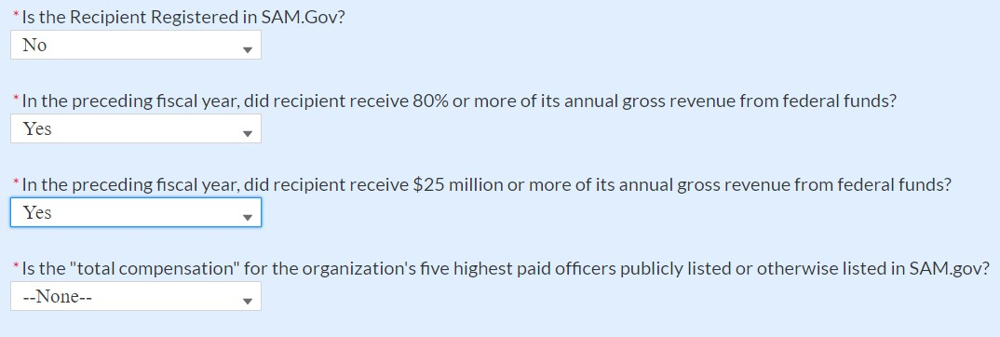 *Is the Recipient Registered in SAM.Gov?
No
*In the preceding fiscal year, did recipient receive 80% or more of its annual gross revenue from federal funds?
Yes
*In the preceding fiscal year, did recipient receive $25 million or more of its annual gross revenue from federal funds?
Yes
*Is the "total compensation" for the organization's five highest paid officers publicly listed or otherwise listed in SAM.gov?
--None--